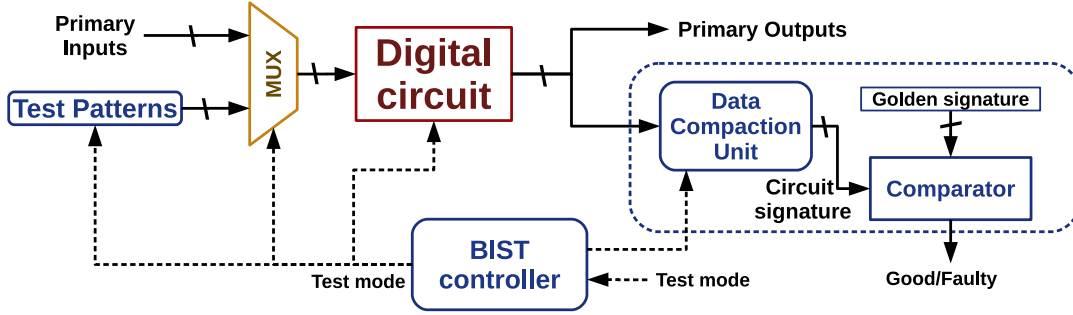 Primary
Inputs
MUX
Digital
circuit
Primary Outputs
Test Patterns
Data
Compaction
Unit
Golden signature
Circuit
signature
Comparator
BIST
controller
Test mode
Test mode
Good/Faulty